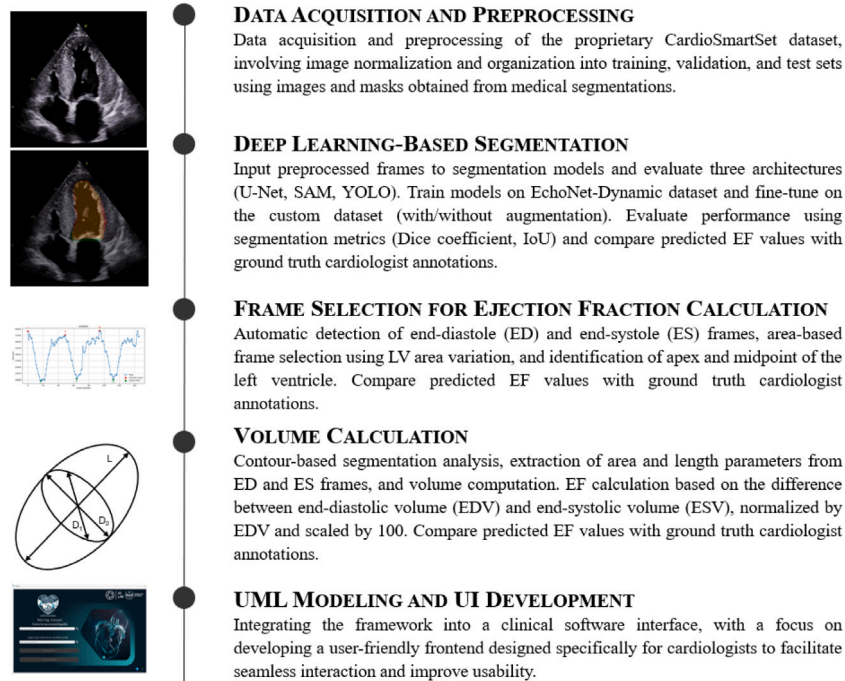 DATA ACQUISITION AND PREPROCESSING
Data acquisition and preprocessing of the proprietary CardioSmartSet dataset,
involving image normalization and organization into training, validation, and test sets
using images and masks obtained from medical segmentations.
DEEP LEARNING-BASED SEGMENTATION
Input preprocessed frames to segmentation models and evaluate three architectures
(U-Net, SAM, YOLO). Train models on EchoNet-Dynamic dataset and fine-tune on
the custom dataset (with/without augmentation). Evaluate performance using
segmentation metrics (Dice coefficient, IoU) and compare predicted EF values with
ground truth cardiologist annotations.
FRAME SELECTION FOR EJECTION FRACTION CALCULATION
Automatic detection of end-diastole (ED) and end-systole (ES) frames, area-based
frame selection using LV area variation, and identification of apex and midpoint of the
left ventricle. Compare predicted EF values with ground truth cardiologist
annotations.
VOLUME CALCULATION
L
D1
D2
Contour-based segmentation analysis, extraction of area and length parameters from
ED and ES frames, and volume computation. EF calculation based on the difference
between end-diastolic volume (EDV) and end-systolic volume (ESV), normalized by
EDV and scaled by 100. Compare predicted EF values with ground truth cardiologist
annotations.
UML MODELING AND UI DEVELOPMENT
Integrating the framework into a clinical software interface, with a focus on
developing a user-friendly frontend designed specifically for cardiologists to facilitate
seamless interaction and improve usability.